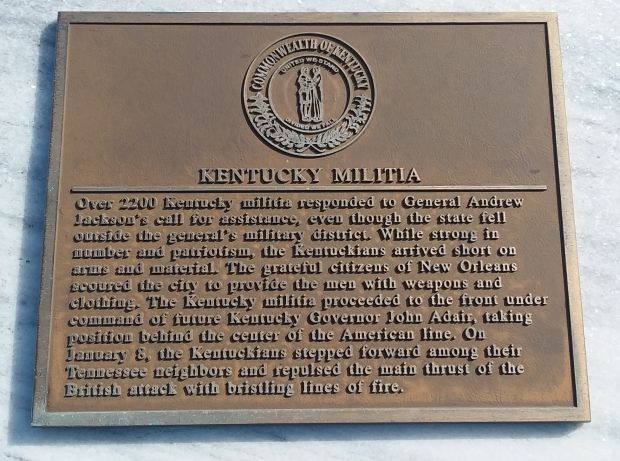 COMMONWEALTH OF KENTUCKY
UNITED WE STAND
DIVIDED WE FALL
KENTUCKY MILITIA
Over 2200 Kentucky militia responded to General Andrew
Jackson's call for assistance, even though the state fell
outside the general's military district. While strong in
number and patriotism, the Kentuckians arrived short on
arms and material. The grateful citizens of New Orleans
scoured the city to provide the men with weapons and
clothing. The Kentucky militia proceeded to the front under
command of future Kentucky Governor John Adair, taking
position behind the center of the American line. On
January 8, the Kentuckians stepped forward among their
Tennessee neighbors and repulsed the main thrust of the
British attack with bristling lines of fire.